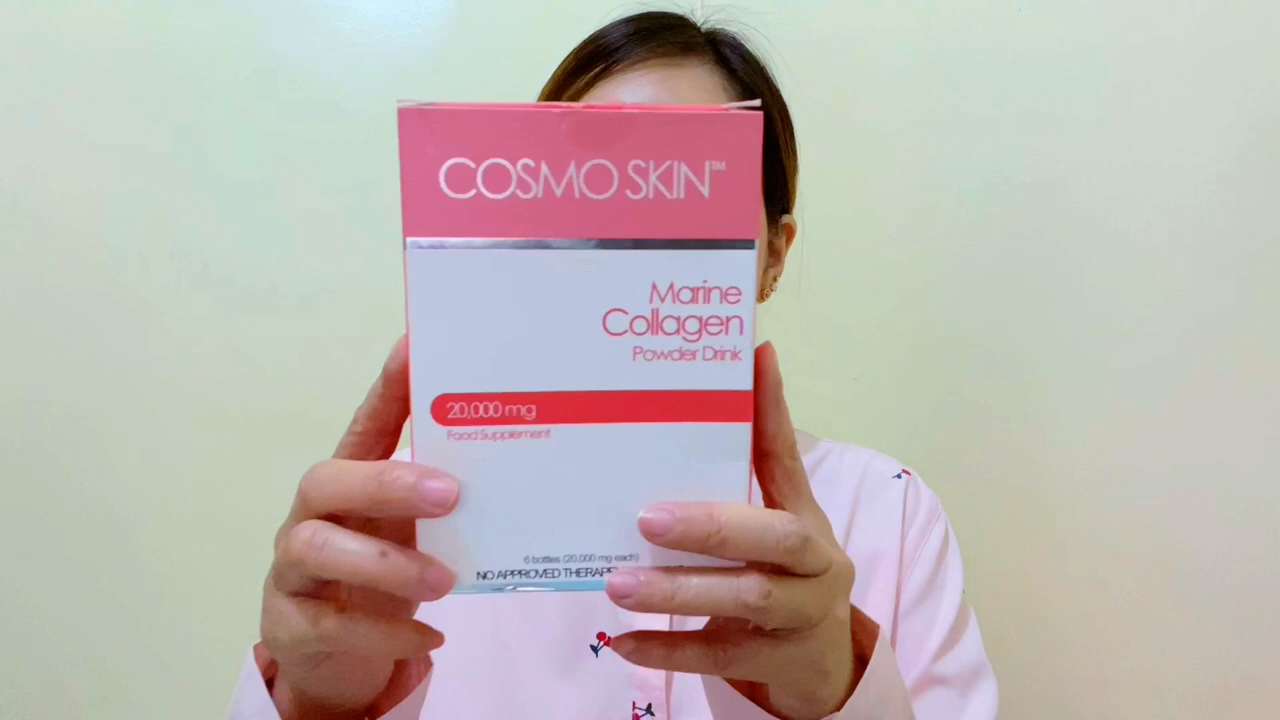 COSMO SKIN™
Marine
Collagen
Powder Drink
20,000 mg
Food Supplement
6 bottles (20,000 mg each)
NO APPROVED